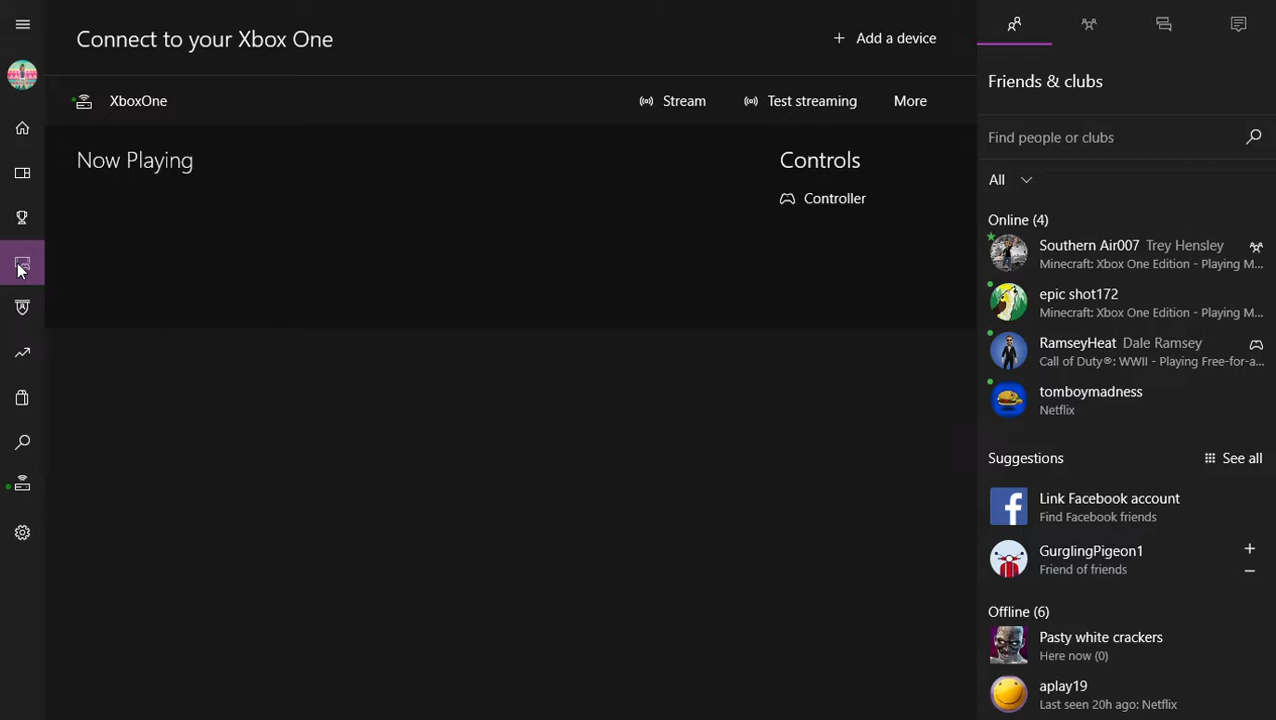 Connect to your Xbox One
Add a device
XboxOne
Stream
Test streaming
More
Now Playing
Controls
Controller
Friends & clubs
Find people or clubs
All
Online (4)
Southern Air007 Trey Hensley
Minecraft: Xbox One Edition - Playing M...
epic shot172
Minecraft: Xbox One Edition - Playing M...
RamseyHeat Dale Ramsey
Call of Duty®: WWII - Playing Free-for-a...
tomboymadness
Netflix
Suggestions
See all
Link Facebook account
Find Facebook friends
GurglingPigeon1
Friend of friends
Offline (6)
Pasty white crackers
Here now (0)
aplay19
Last seen 20h ago: Netflix